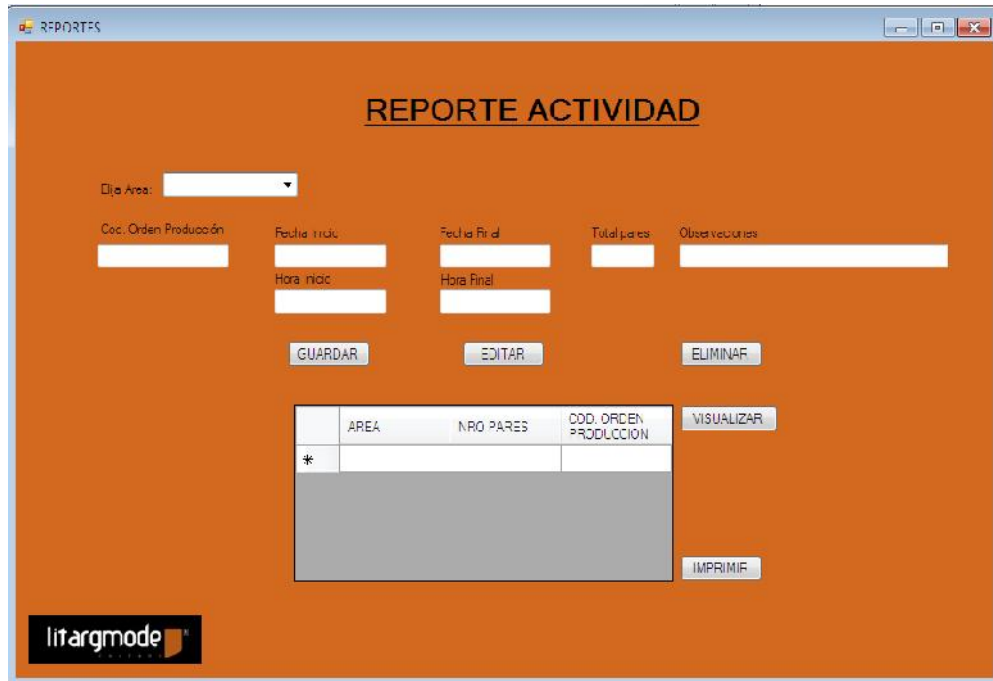 REPORTES
REPORTE ACTIVIDAD
Elija Area:
Cod. Orden Producción
Fecha Inicio
Fecha Final
Total pares
Observaciones
Hora Inicio
Hora Final
GUARDAR
EDITAR
ELIMINAR
AREA
NRO PARES
COD. ORDEN
PRODUCCION
VISUALIZAR
*
IMPRIMIR
litargmode